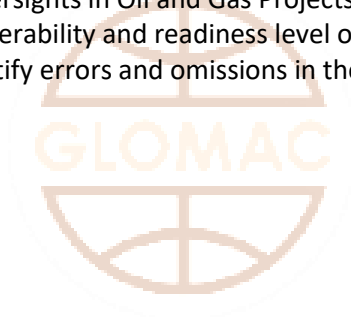 ersights in Oil and Gas Projects
erability and readiness level o
tify errors and omissions in the
GLOMAC